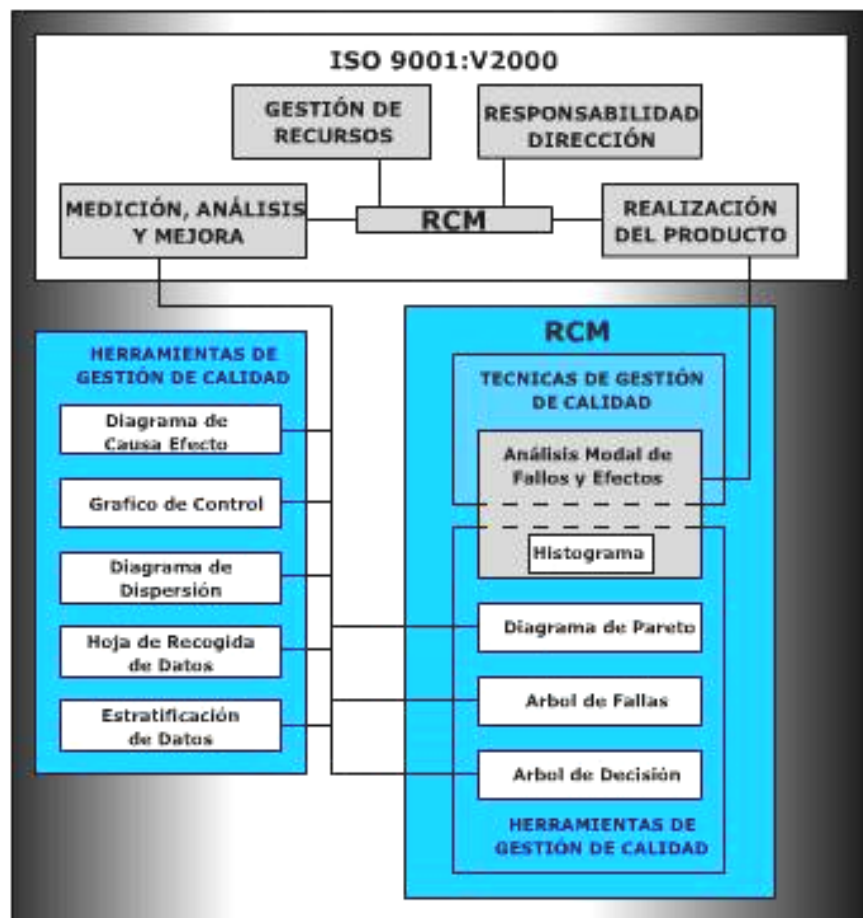 ISO 9001:V2000
GESTIÓN DE
RECURSOS
RESPONSABILIDAD
DIRECCIÓN
MEDICIÓN, ANÁLISIS
Y MEJORA
RCM
REALIZACIÓN
DEL PRODUCTO
HERRAMIENTAS DE
GESTIÓN DE CALIDAD
Diagrama de
Causa Efecto
Grafico de Control
Diagrama de
Dispersión
Hoja de Recogida
de Datos
Estratificación
de Datos
RCM
TECNICAS DE GESTIÓN
DE CALIDAD
Análisis Modal de
Fallos y Efectos
Histograma
Diagrama de Pareto
Arbol de Fallas
Arbol de Decisión
HERRAMIENTAS DE
GESTIÓN DE CALIDAD